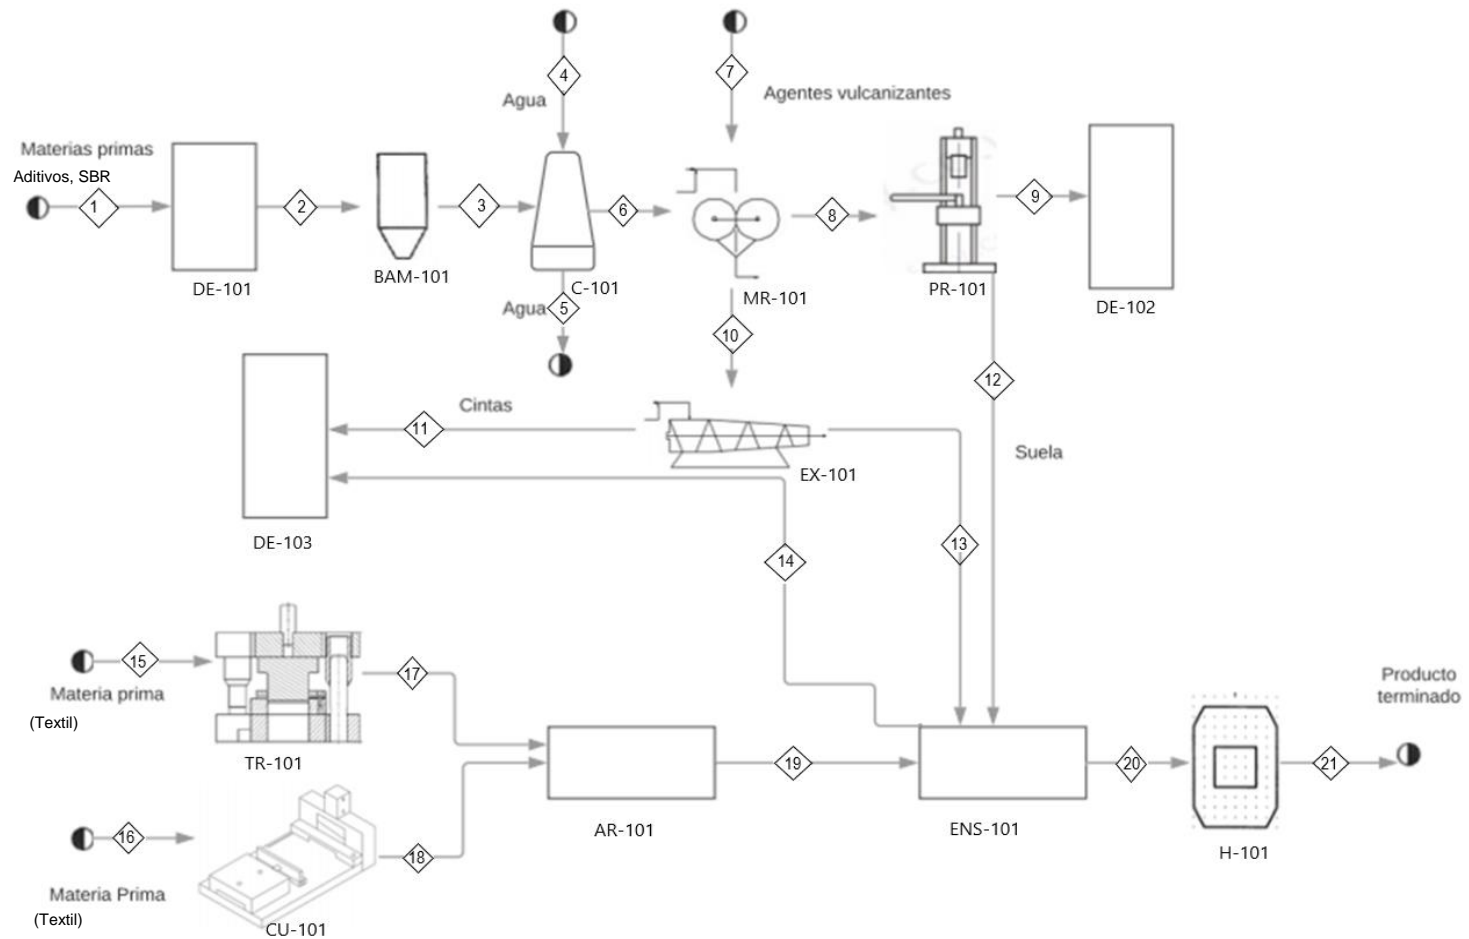 4
7
Agua
Agentes vulcanizantes
Materias primas
Aditivos, SBR
1
2
3
6
8
9
DE-101
BAM-101
C-101
MR-101
PR-101
DE-102
Agua
5
10
12
Cintas
11
EX-101
Suela
DE-103
13
14
15
Materia prima
(Textil)
17
TR-101
Producto
terminado
19
20
21
AR-101
ENS-101
H-101
16
18
Materia Prima
(Textil)
CU-101